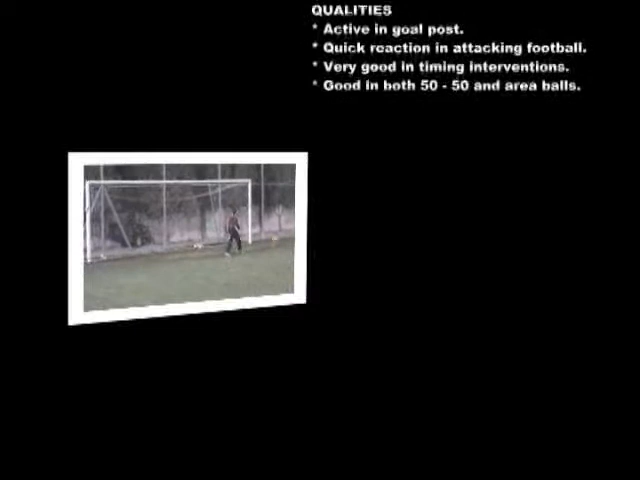 QUALITIES
* Active in goal post.
* Quick reaction in attacking football.
* Very good in timing interventions.
* Good in both 50 - 50 and area balls.